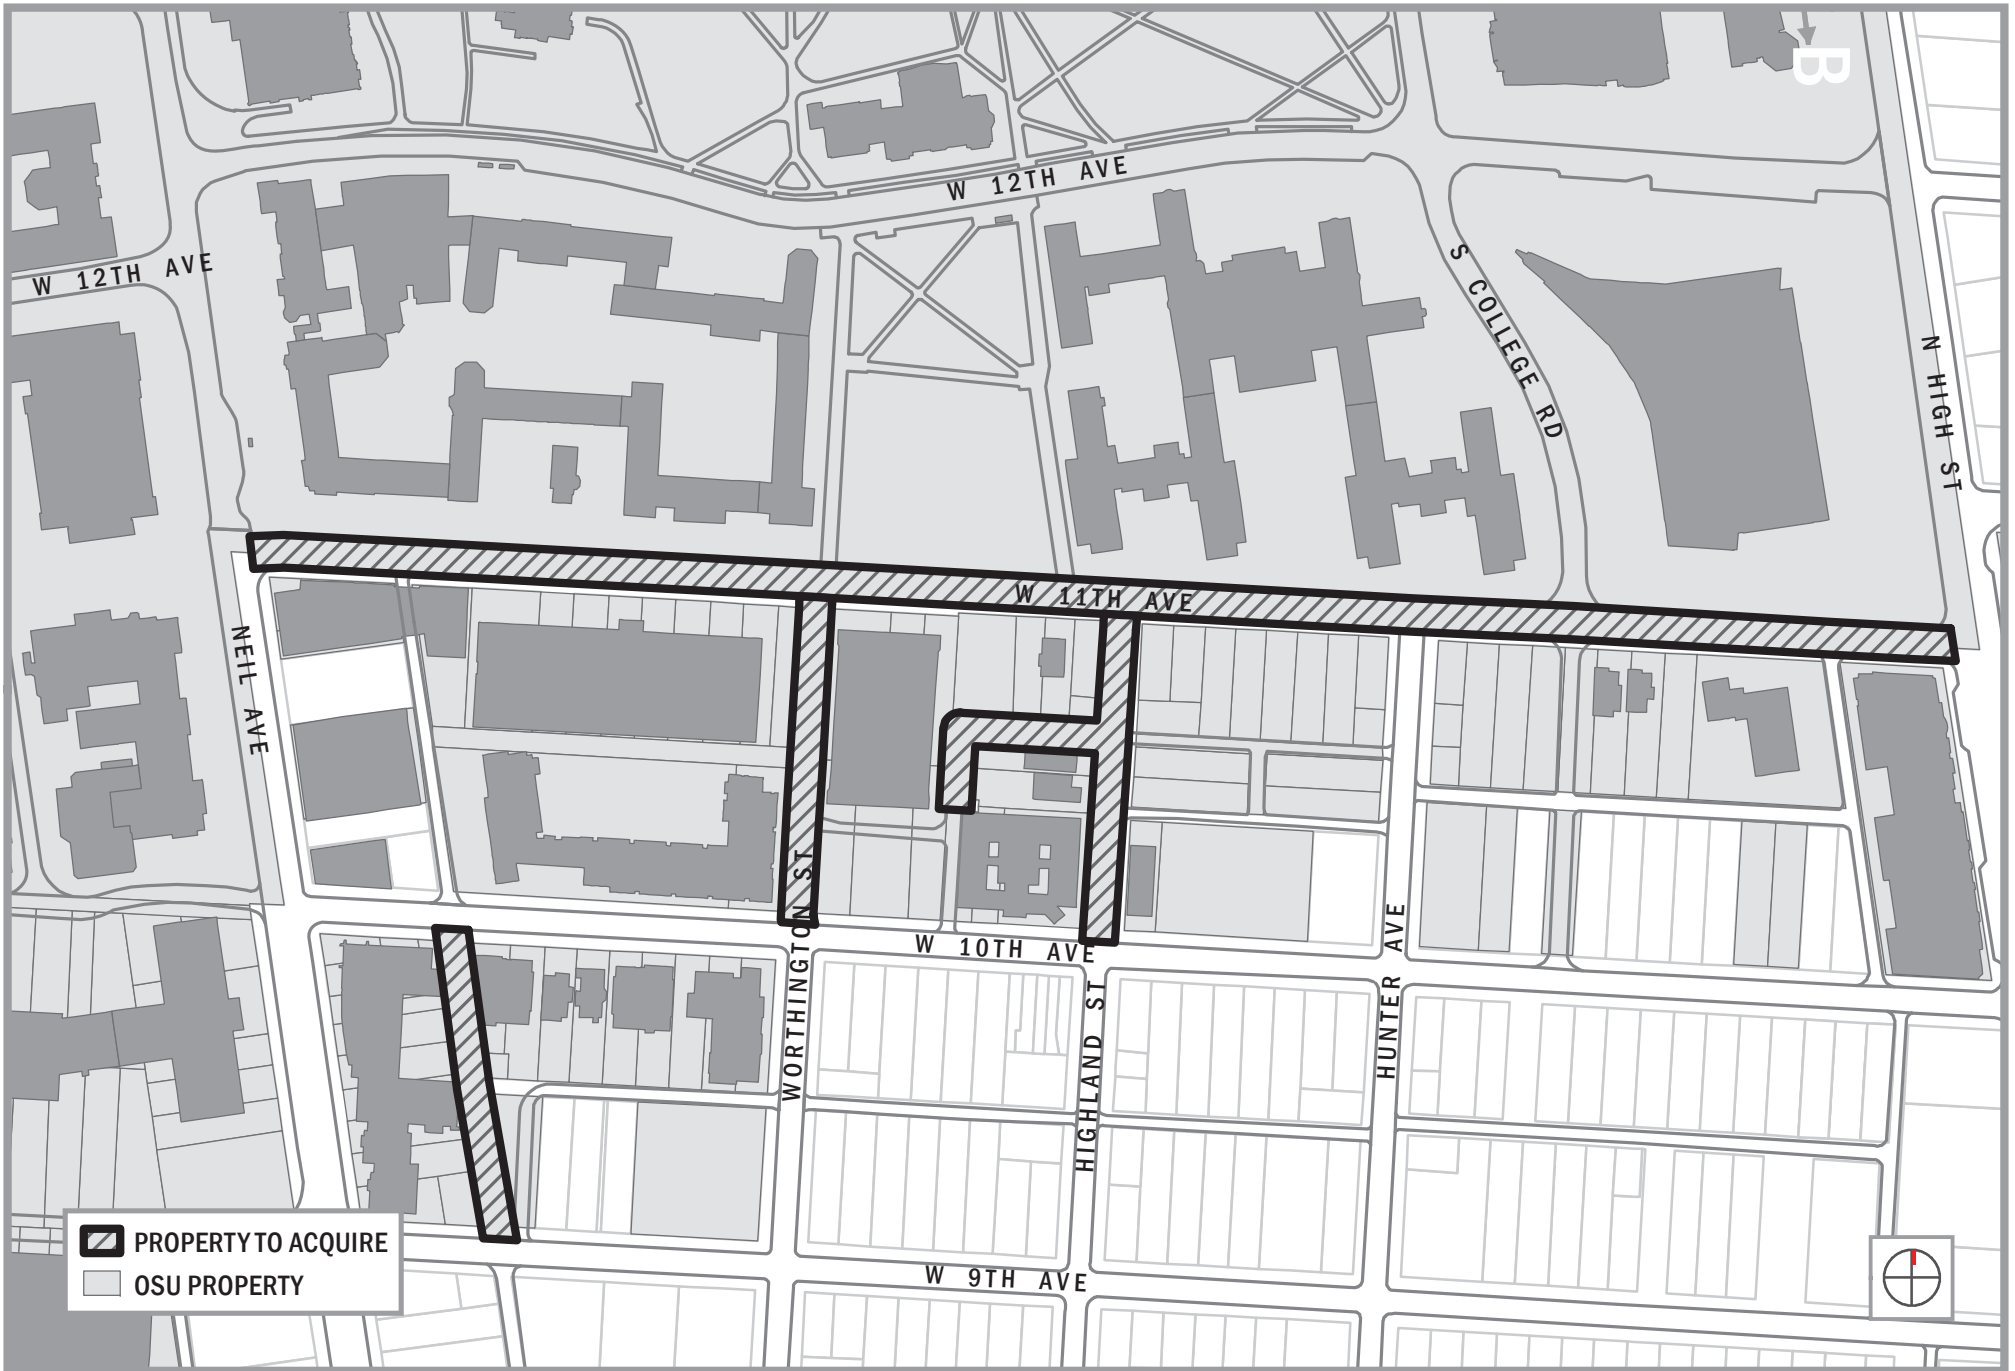 B
W 12TH AVE
W 12TH AVE
S COLLEGE RD
N HIGH ST
W 11TH AVE
NEIL AVE
WORTHINGTON ST
W 10TH AVE
HIGHLAND ST
HUNTER AVE
W 9TH AVE
PROPERTY TO ACQUIRE
OSU PROPERTY